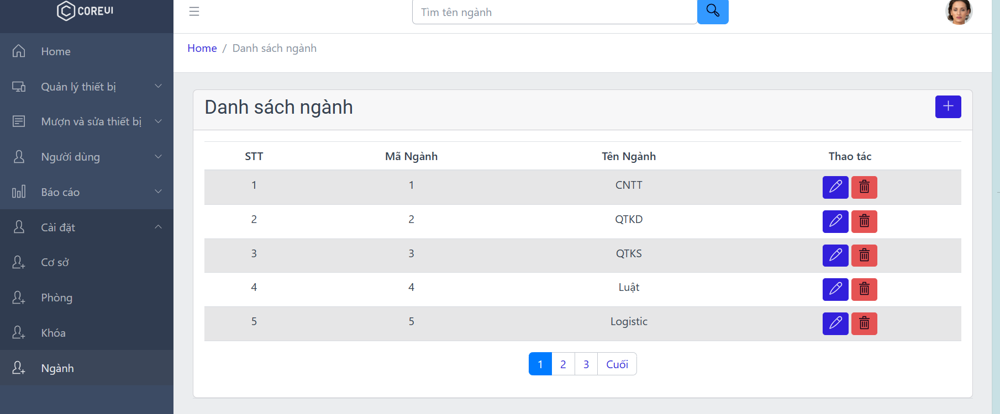 COREUI
Tìm tên ngành
Home
Quản lý thiết bị
Mượn và sửa thiết bị
Người dùng
Báo cáo
Cài đặt
Cơ sở
Phòng
Khóa
Ngành
Home / Danh sách ngành
Danh sách ngành
STT Mã Ngành Tên Ngành Thao tác
1 1 CNTT
2 2 QTKD
3 3 QTKS
4 4 Luật
5 5 Logistic
1 2 3 Cuối